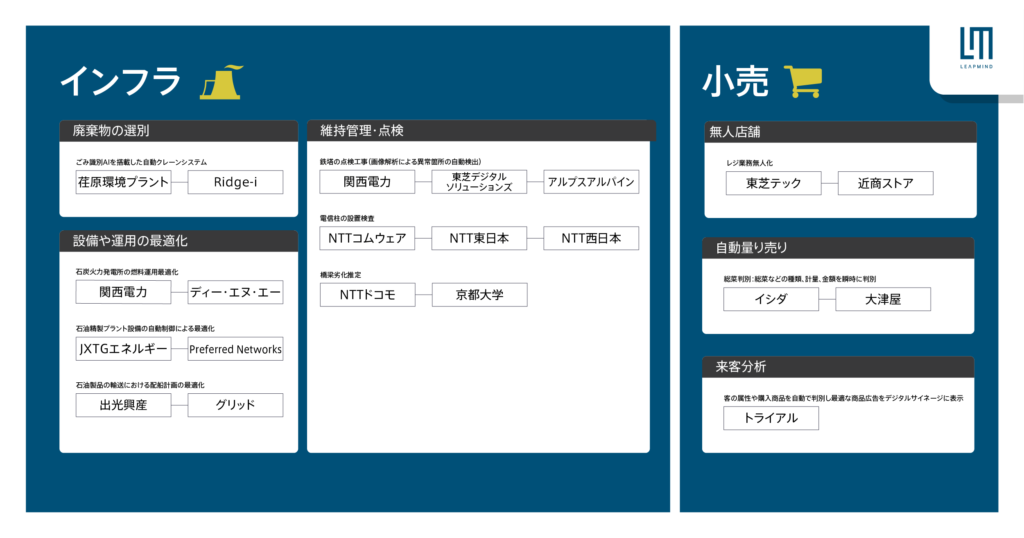 インフラ
廃棄物の選別
ごみ識別AIを搭載した自動クレーンシステム
荏原環境プラント
Ridge-i
設備や運用の最適化
石炭火力発電所の燃料運用最適化
関西電力
ディー・エヌ・エー
石油精製プラント設備の自動制御による最適化
JXTGエネルギー
Preferred Networks
石油製品の輸送における配船計画の最適化
出光興産
グリッド
維持管理・点検
鉄塔の点検工事(画像解析による異常箇所の自動検出)
関西電力
東芝デジタル
ソリューションズ
アルプスアルパイン
電信柱の設置検査
NTTコムウェア
NTT東日本
NTT西日本
橋梁劣化推定
NTTドコモ
京都大学
小売
LM
LEAPMIND
無人店舗
レジ業務無人化
東芝テック
近商ストア
自動量り売り
総菜判別:総菜などの種類、計量、金額を瞬時に判別
イシダ
大津屋
来客分析
客の属性や購入商品を自動で判別し最適な商品広告をデジタルサイネージに表示
トライアル